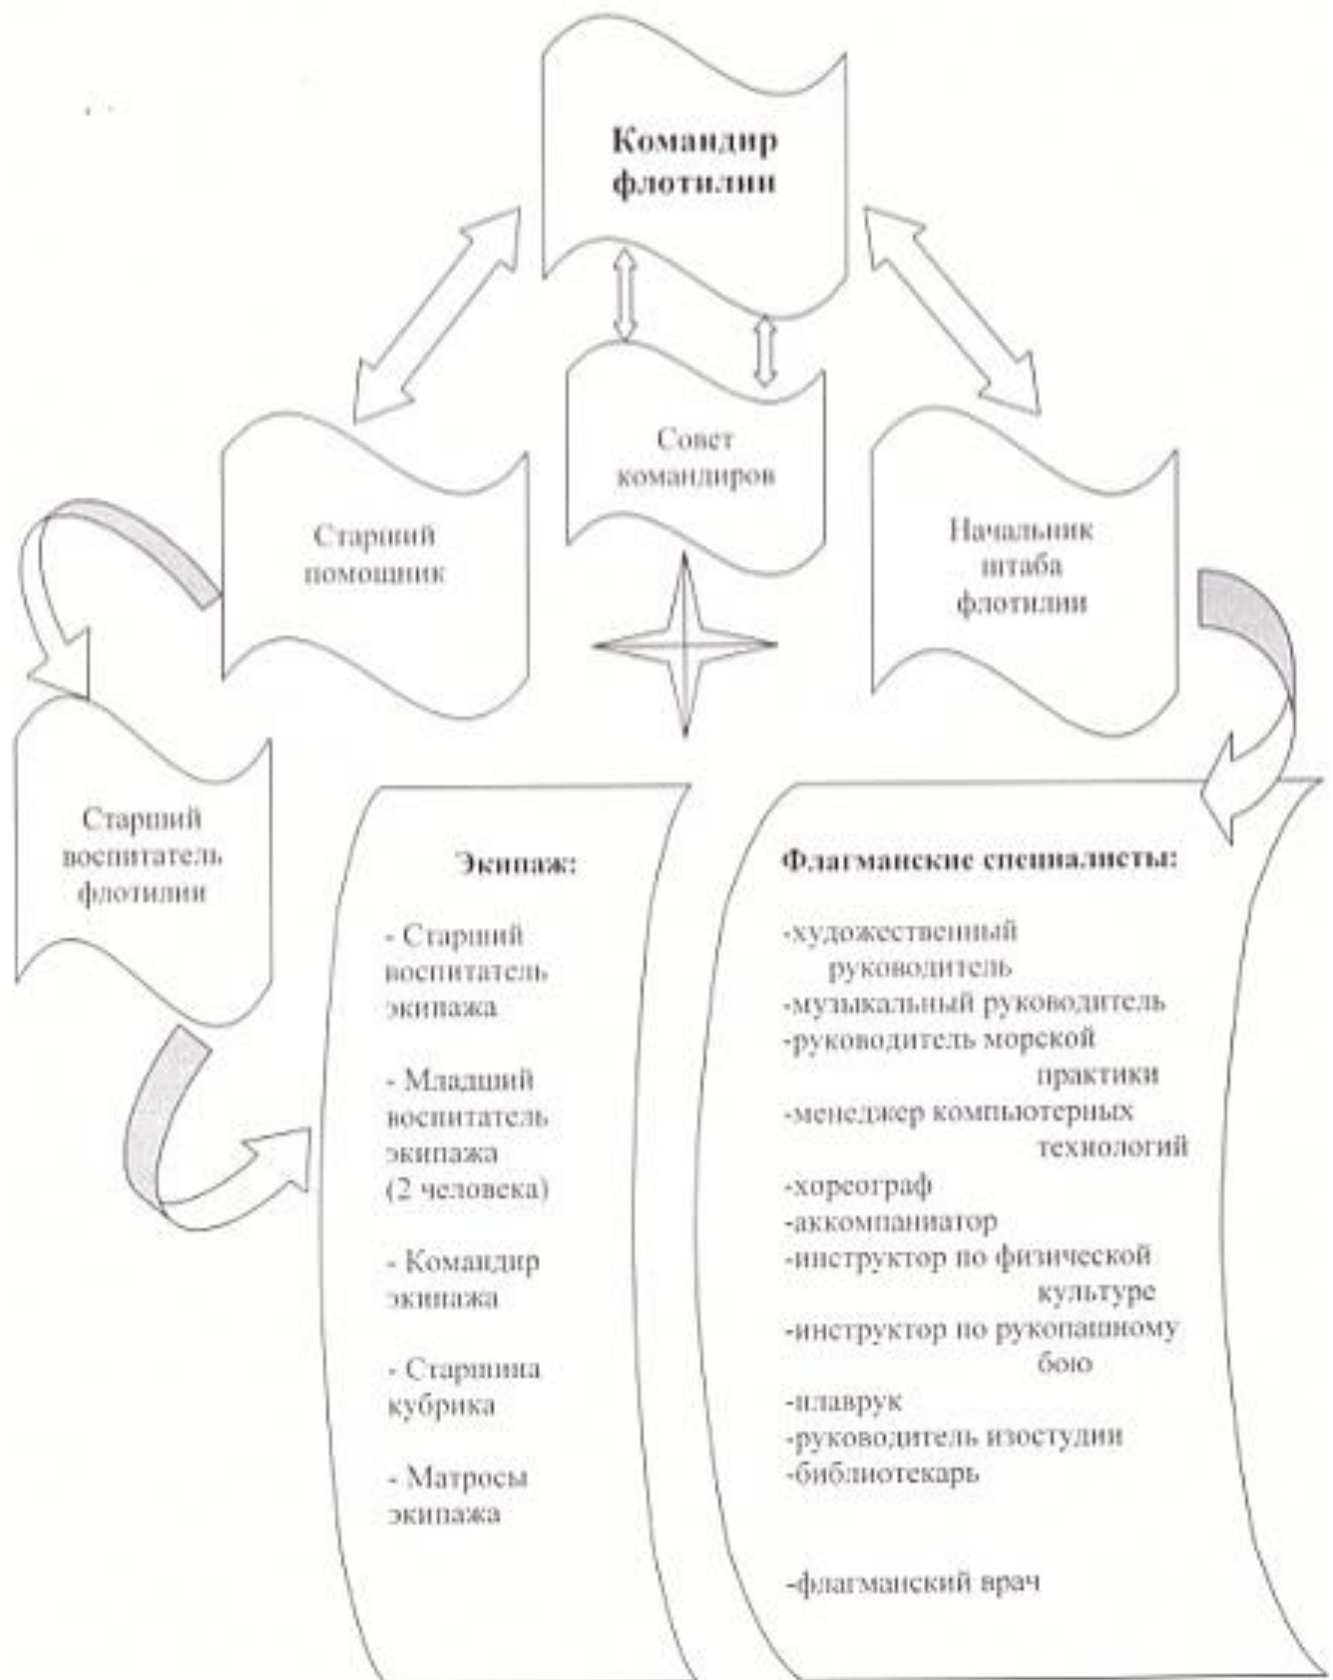 Командир
флотилии
Совет
командиров
Старший
помощник
Начальник
штаба
флотилии
Старший
воспитатель
флотилии
Экипаж:
- Старший
воспитатель
экипажа
- Младший
воспитатель
экипажа
(2 человека)
- Командир
экипажа
- Старшина
кубрика
- Матросы
экипажа
Флагманские специалисты:
-художественный
руководитель
-музыкальный руководитель
-руководитель морской
практики
-менеджер компьютерных
технологий
-хореограф
-аккомпаниатор
-инструктор по физической
культуре
-инструктор по рукопашному
бою
-плаврук
-руководитель изостудии
-библиотекарь
-флагманский врач